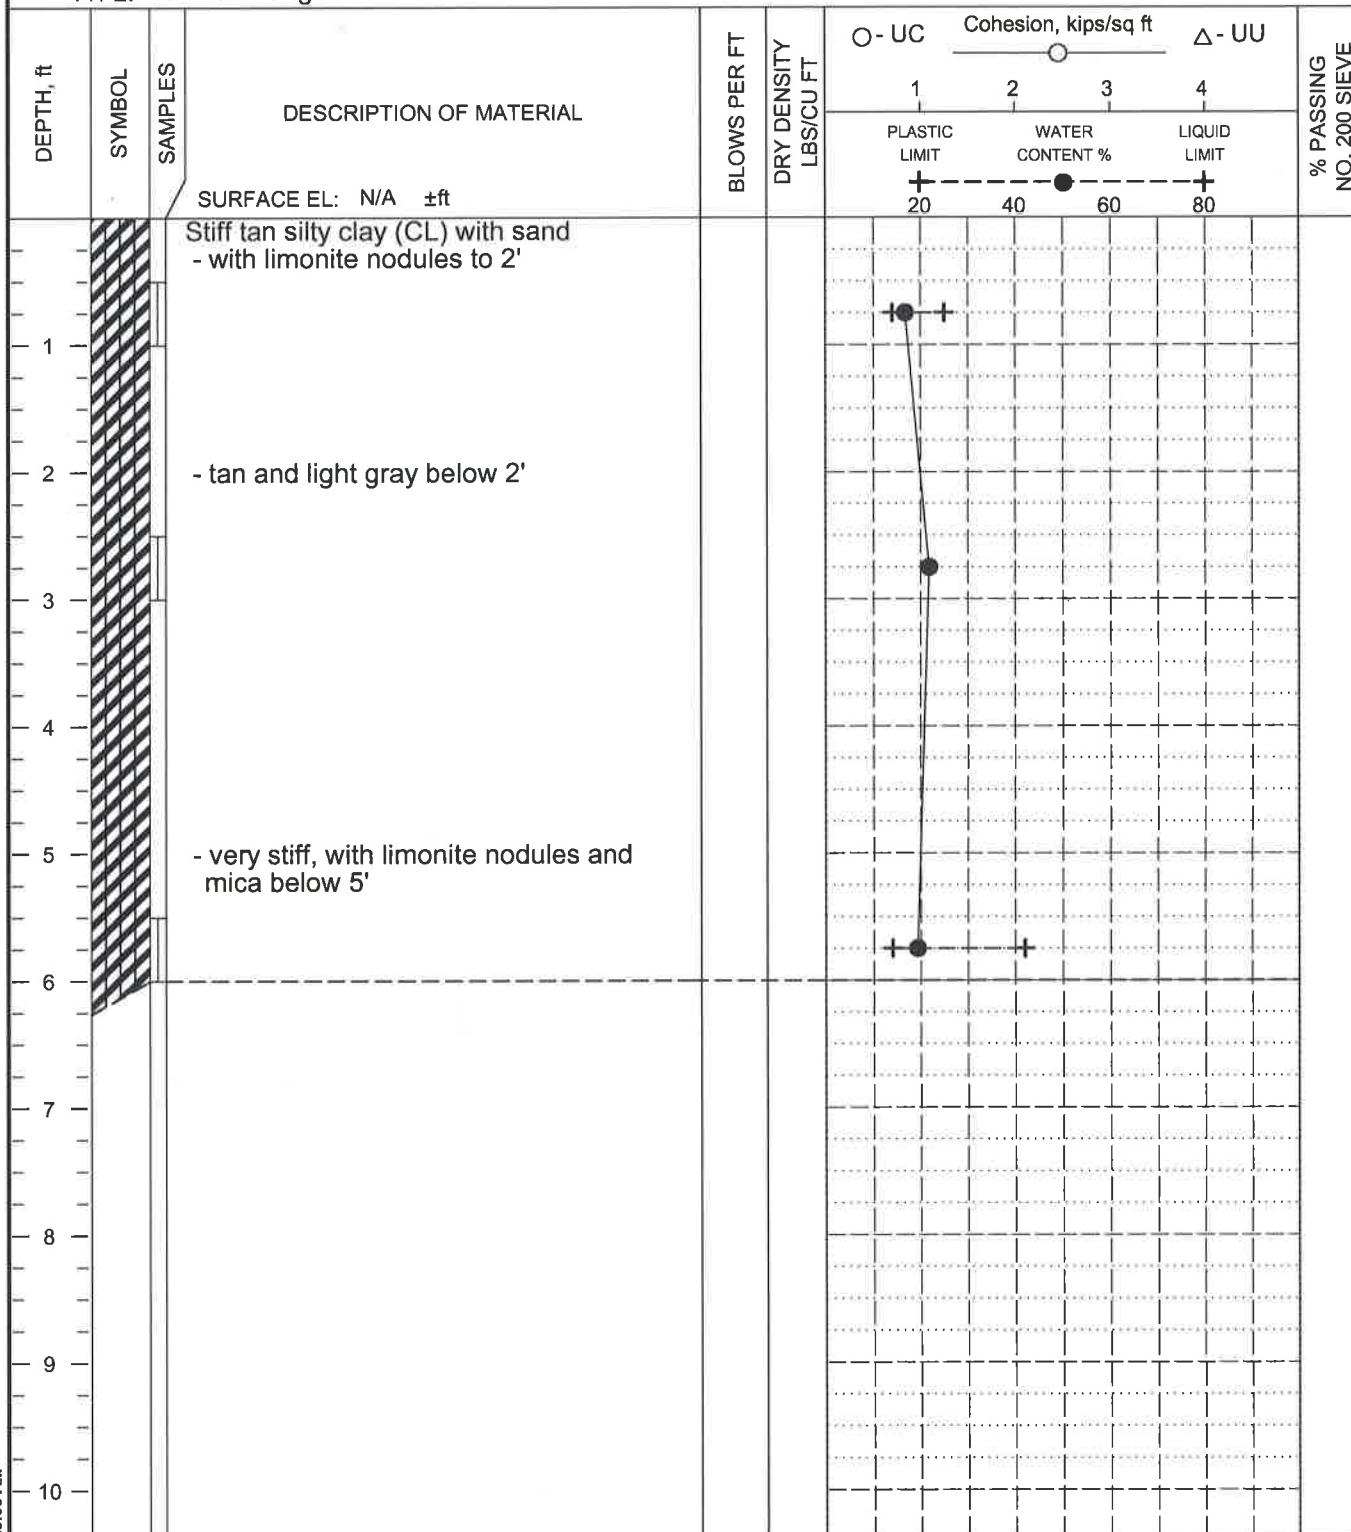 DEPTH, ft
SYMBOL
SAMPLES
DESCRIPTION OF MATERIAL
SURFACE EL: N/A ±ft
BLOWS PER FT
DRY DENSITY
LBS/CU FT
O - UC
Cohesion, kips/sq ft
△ - UU
1 2 3 4
PLASTIC
LIMIT
WATER
CONTENT %
LIQUID
LIMIT
20 40 60 80
% PASSING
NO. 200 SIEVE
Stiff tan silty clay (CL) with sand
- with limonite nodules to 2'
1
2
- tan and light gray below 2'
3
4
5
- very stiff, with limonite nodules and
mica below 5'
6
7
8
9
10